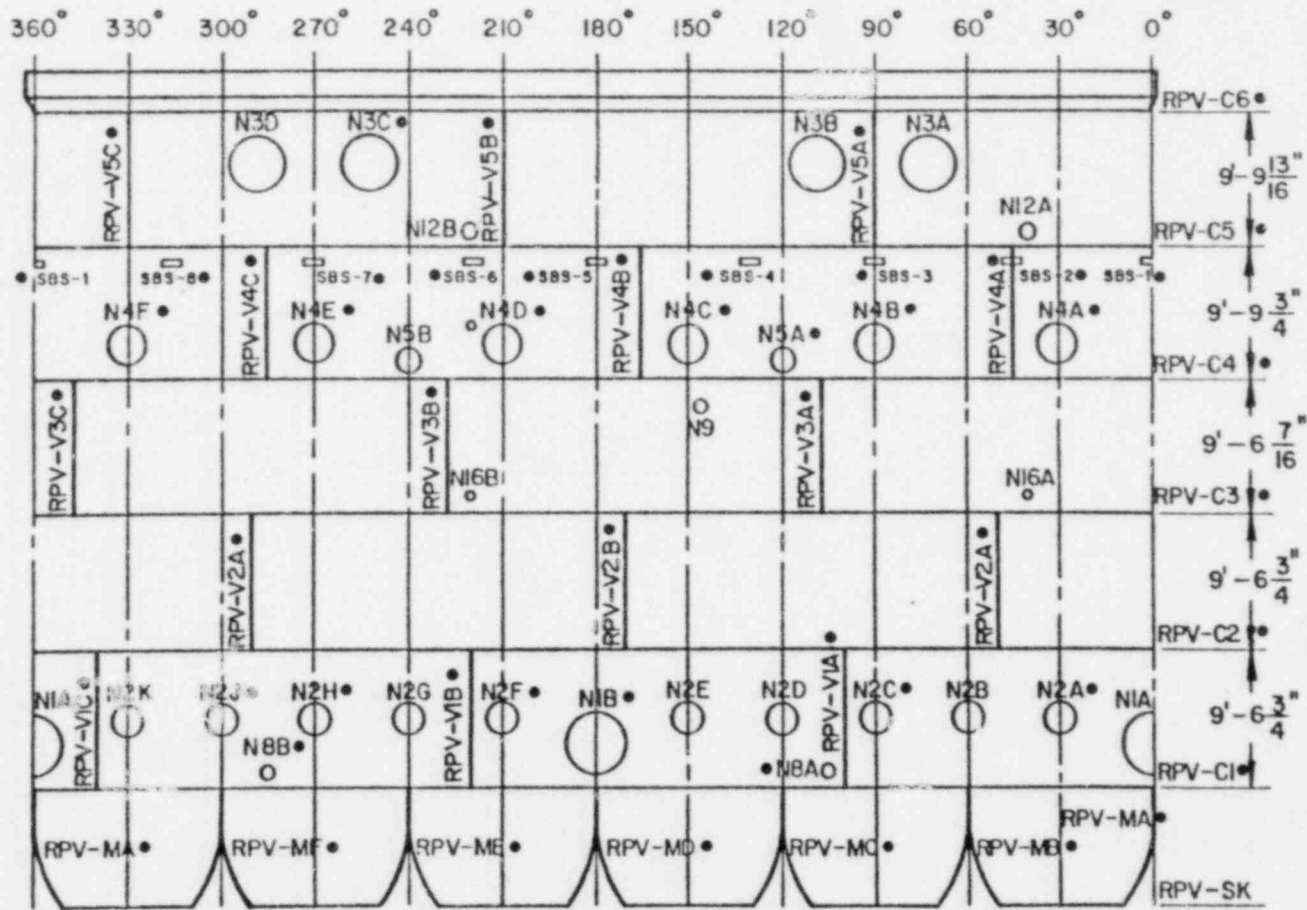 360° 330° 300° 270° 240° 210° 180° 150° 120° 90° 60° 30° 0°
RPV-C6
N3D N3C N3B N3A
RPV-V5C RPV-V5B RPV-V5A
9'-9 13/16"
N12B N12A RPV-C5
SBS-1 SBS-8 SBS-7 SBS-6 SBS-5 SBS-4 SBS-3 SBS-2 SBS-1
RPV-V4C RPV-V4B RPV-V4A
N4F N4E N4D N4C N4B N4A
9'-9 3/4"
N5B N5A
RPV-C4
RPV-V3C RPV-V3B RPV-V3A
N9
9'-6 7/16"
N16B N16A RPV-C3
RPV-V2A RPV-V2B RPV-V2A
9'-6 3/4"
RPV-C2
N1A N2K N2J N2H N2G N2F N1B N2E N2D N2C N2B N2A N1A
RPV-V1C RPV-V1B RPV-V1A
9'-6 3/4"
N8B N8A RPV-C1
RPV-MA
RPV-MA RPV-MF RPV-ME RPV-MD RPV-MC RPV-MB
RPV-SK